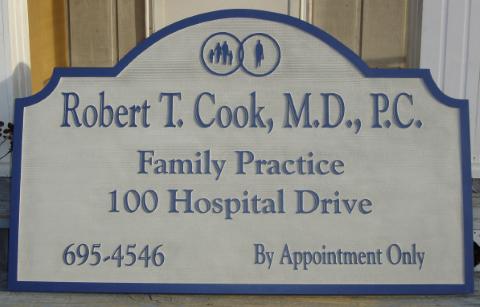 Robert T. Cook, M.D., P.C.
Family Practice
100 Hospital Drive
695-4546 By Appointment Only